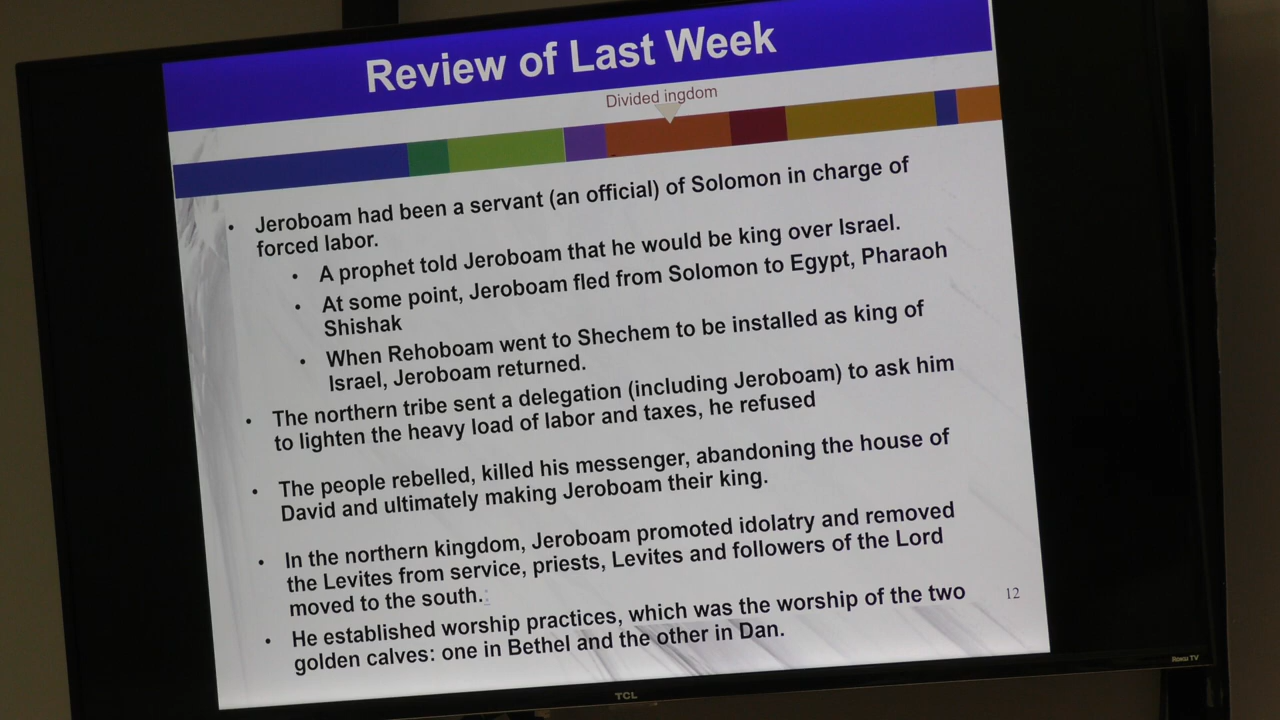 Review of Last Week
Divided ingdom
• Jeroboam had been a servant (an official) of Solomon in charge of
forced labor.
• A prophet told Jeroboam that he would be king over Israel.
• At some point, Jeroboam fled from Solomon to Egypt, Pharaoh
Shishak
• When Rehoboam went to Shechem to be installed as king of
Israel, Jeroboam returned.
• The northern tribe sent a delegation (including Jeroboam) to ask him
to lighten the heavy load of labor and taxes, he refused
• The people rebelled, killed his messenger, abandoning the house of
David and ultimately making Jeroboam their king.
• In the northern kingdom, Jeroboam promoted idolatry and removed
the Levites from service, priests, Levites and followers of the Lord
moved to the south.
12
• He established worship practices, which was the worship of the two
golden calves: one in Bethel and the other in Dan.
TCL
Roku TV